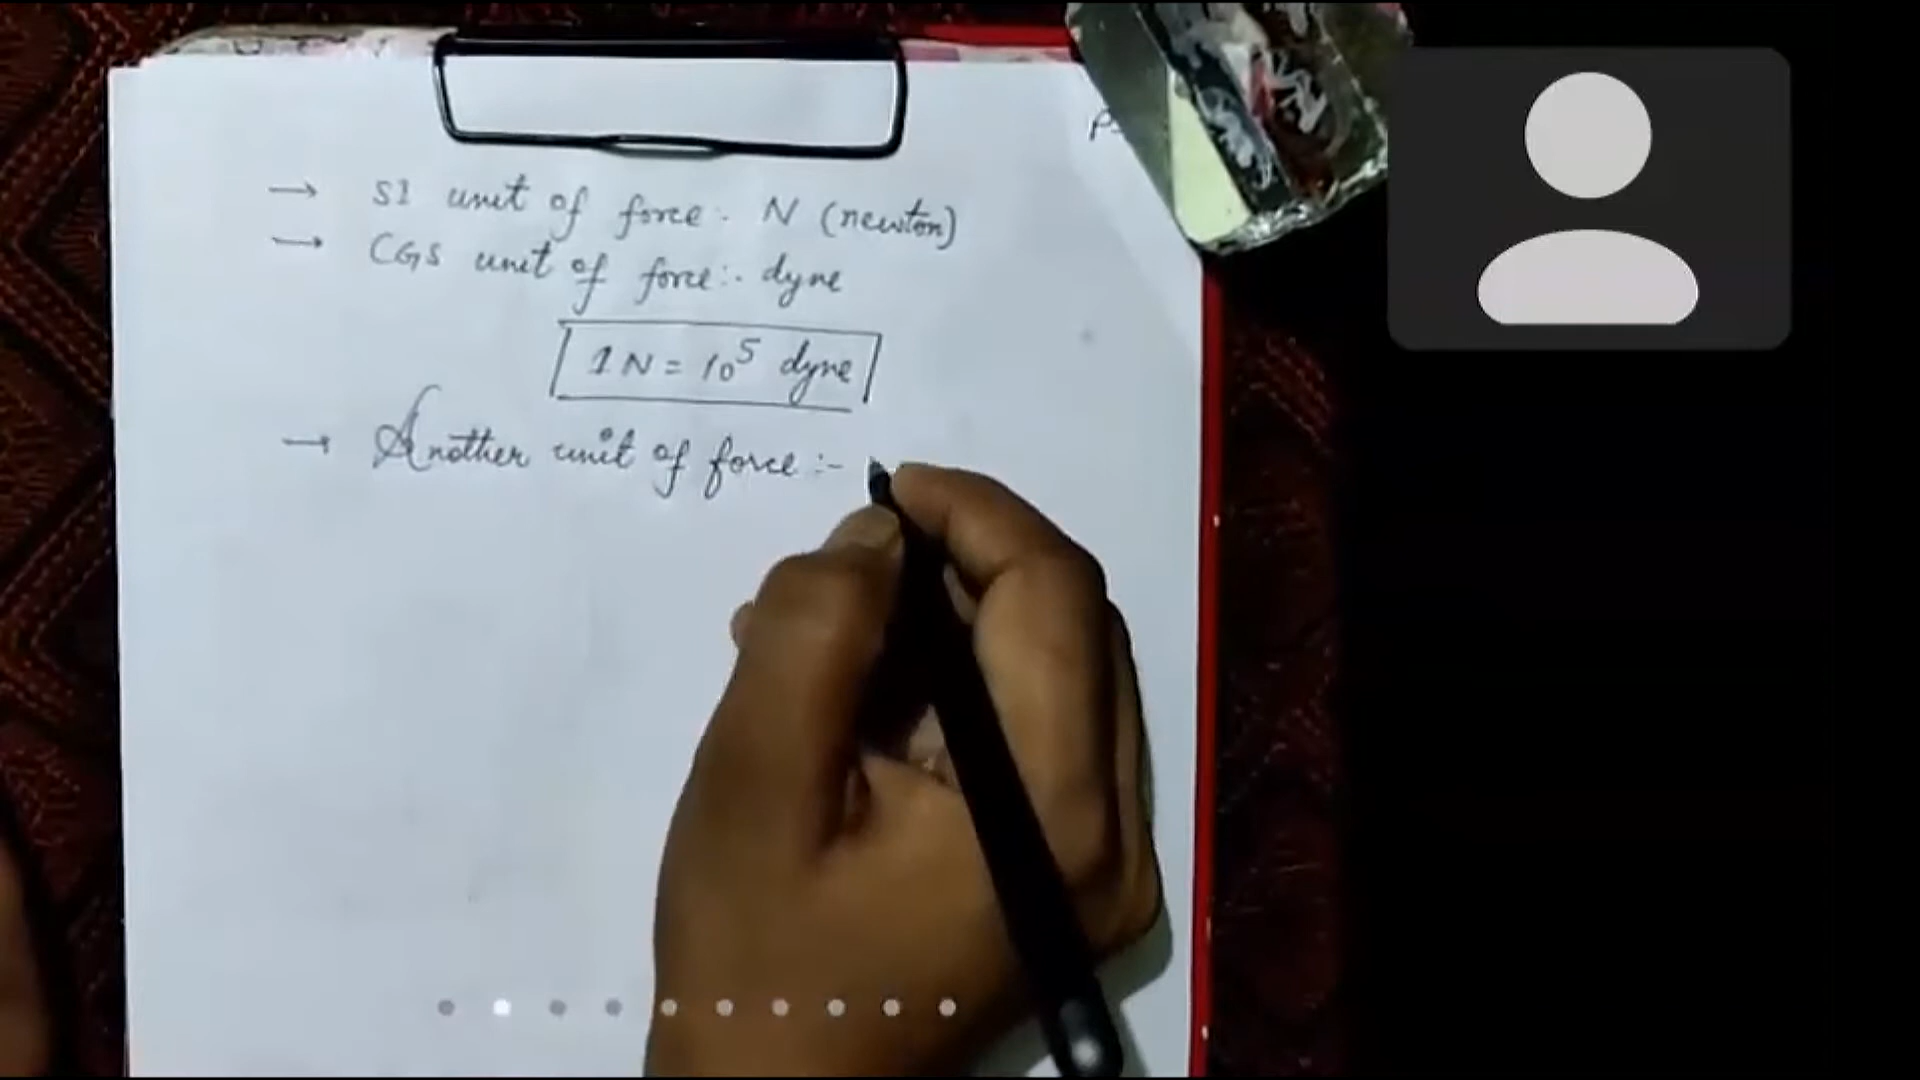 → SI unit of force:- N (newton)
→ CGS unit of force:- dyne
1 N = 10⁵ dyne
→ Another unit of force :-